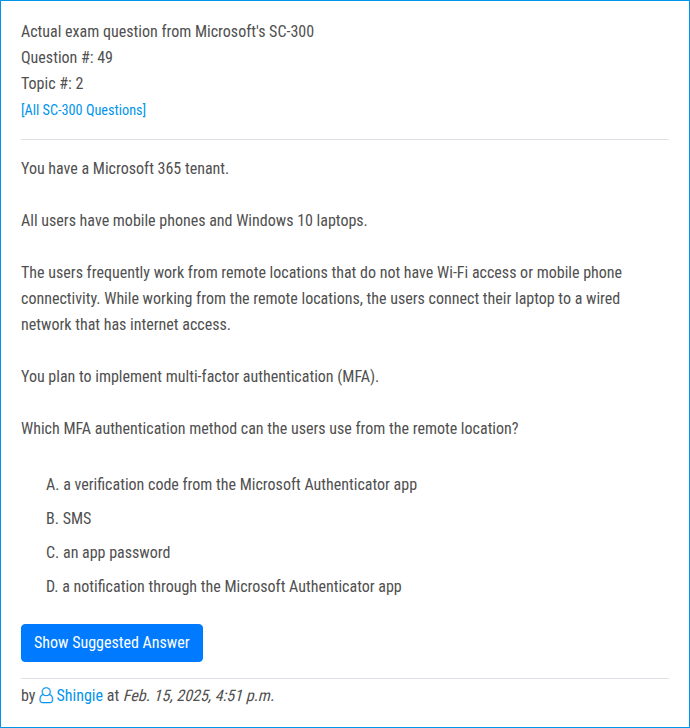 Actual exam question from Microsoft's SC-300
Question #: 49
Topic #: 2
[All SC-300 Questions]
You have a Microsoft 365 tenant.
All users have mobile phones and Windows 10 laptops.
The users frequently work from remote locations that do not have Wi-Fi access or mobile phone
connectivity. While working from the remote locations, the users connect their laptop to a wired
network that has internet access.
You plan to implement multi-factor authentication (MFA).
Which MFA authentication method can the users use from the remote location?
A. a verification code from the Microsoft Authenticator app
B. SMS
C. an app password
D. a notification through the Microsoft Authenticator app
Show Suggested Answer
by Shingie at Feb. 15, 2025, 4:51 p.m.